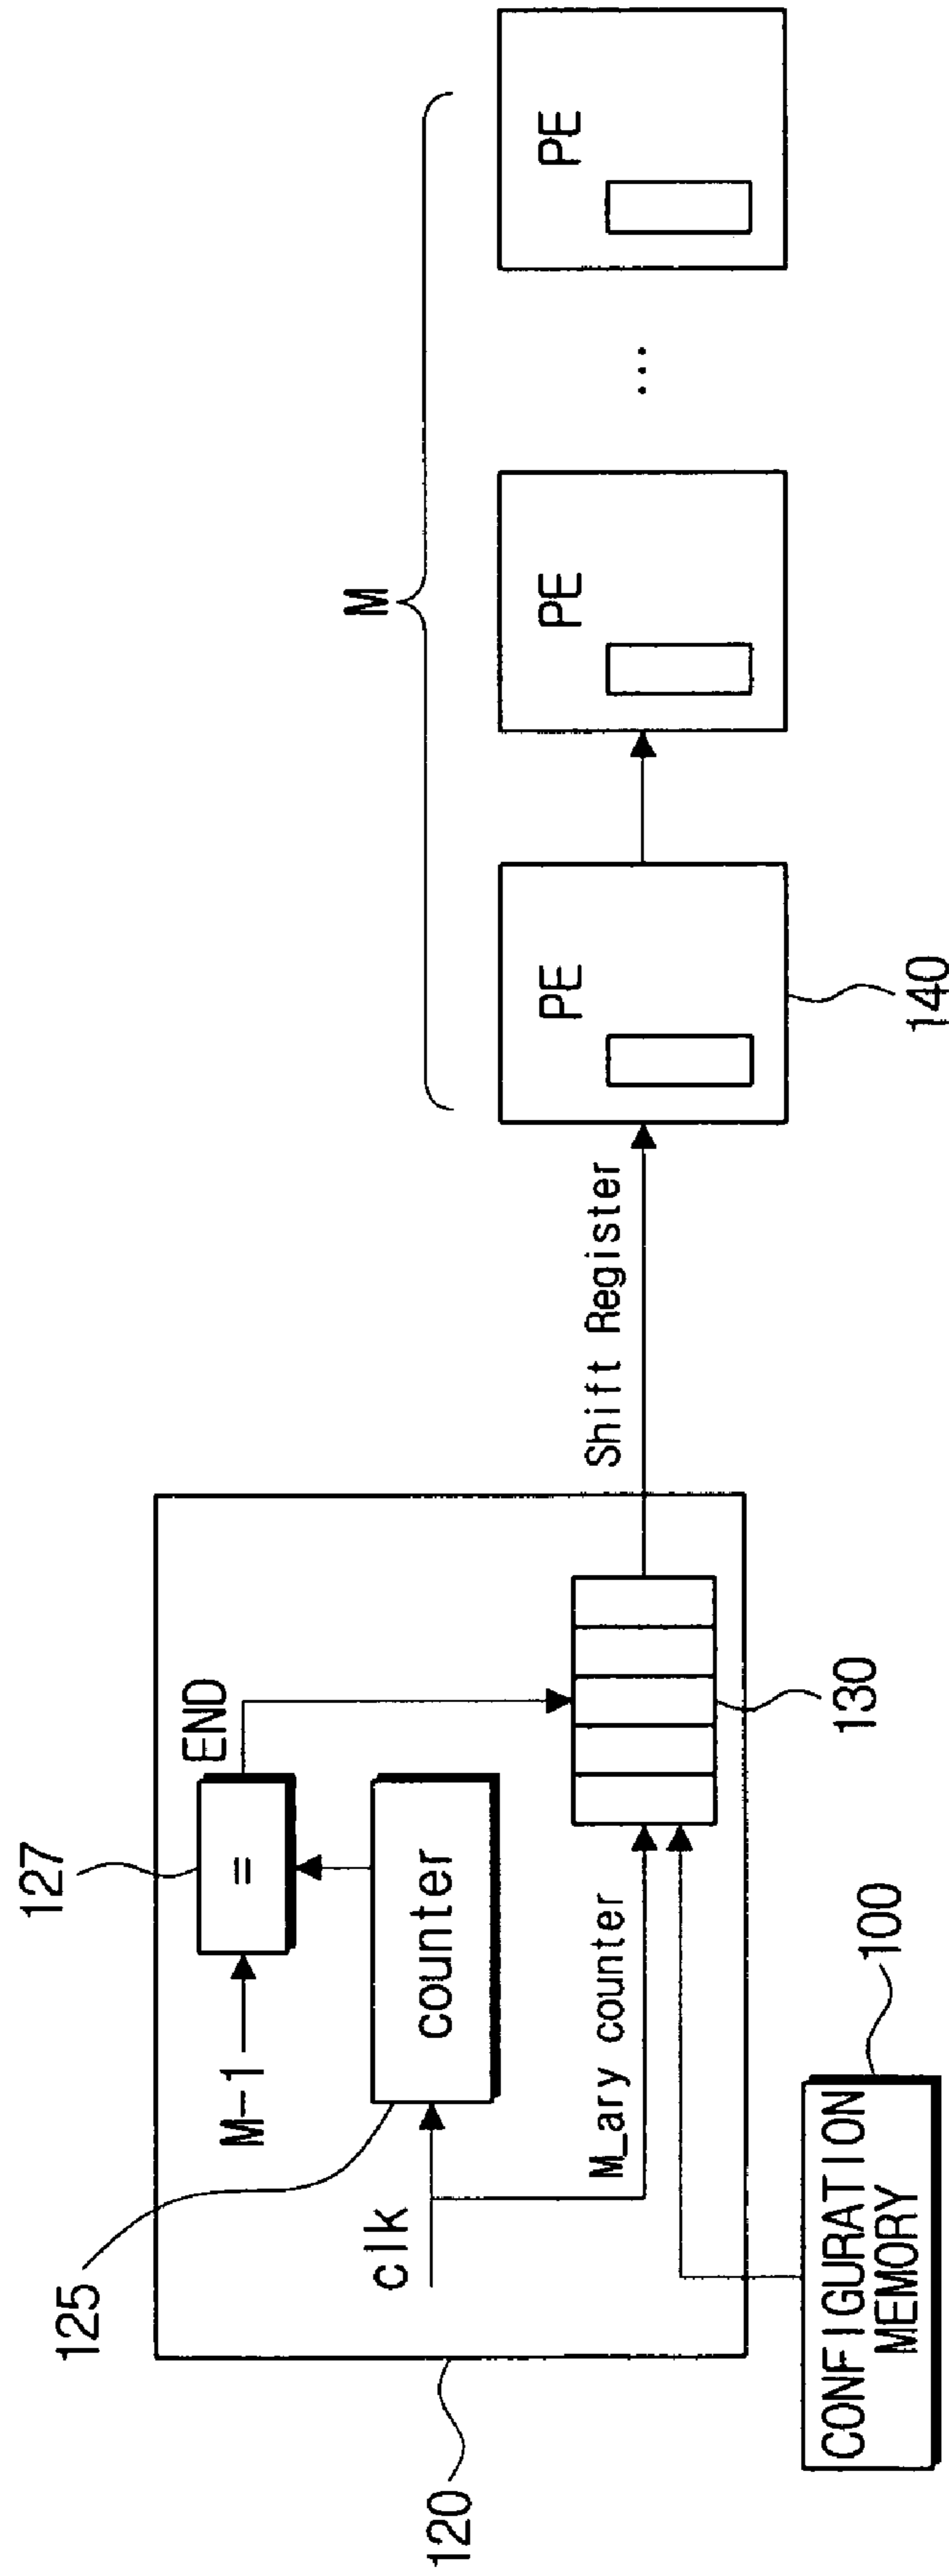 120
125
127
clk
M-1
=
END
counter
M_ary counter
130
CONFIGURATION
MEMORY
100
Shift Register
M
PE
PE
...
PE
140